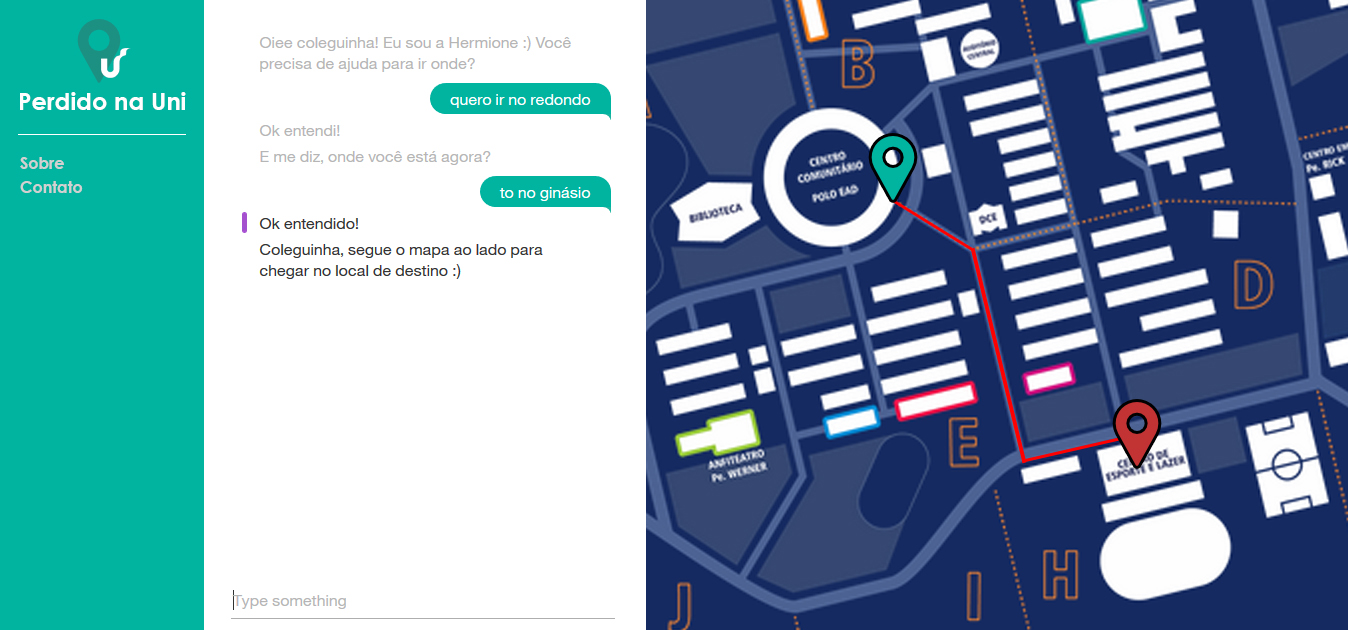 Perdido na Uni
Sobre
Contato
Oiee coleguinha! Eu sou a Hermione :) Você
precisa de ajuda para ir onde?
quero ir no redondo
Ok entendi!
E me diz, onde você está agora?
to no ginásio
Ok entendido!
Coleguinha, segue o mapa ao lado para
chegar no local de destino :)
Type something
B
AUDITÓRIO
CENTRAL
CENTRO
COMUNITÁRIO
POLO EAD
BIBLIOTECA
DCE
Pe. RICK
D
E
ANFITEATRO
Pe. WERNER
DE
ESPORTE E LAZER
H
I
J